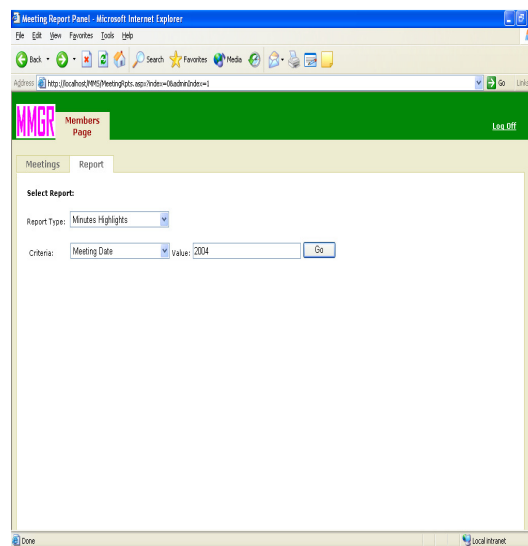 Meeting Report Panel - Microsoft Internet Explorer
File Edit View Favorites Tools Help
Back Search Favorites Media
Address http://localhost/MMS/MeetingRpts.aspx?index=0&adminIndex=1 Go Links
MMGR Members Page Log Off
Meetings Report
Select Report:
Report Type: Minutes Highlights
Criteria: Meeting Date Value: 2004 Go
Done Local intranet